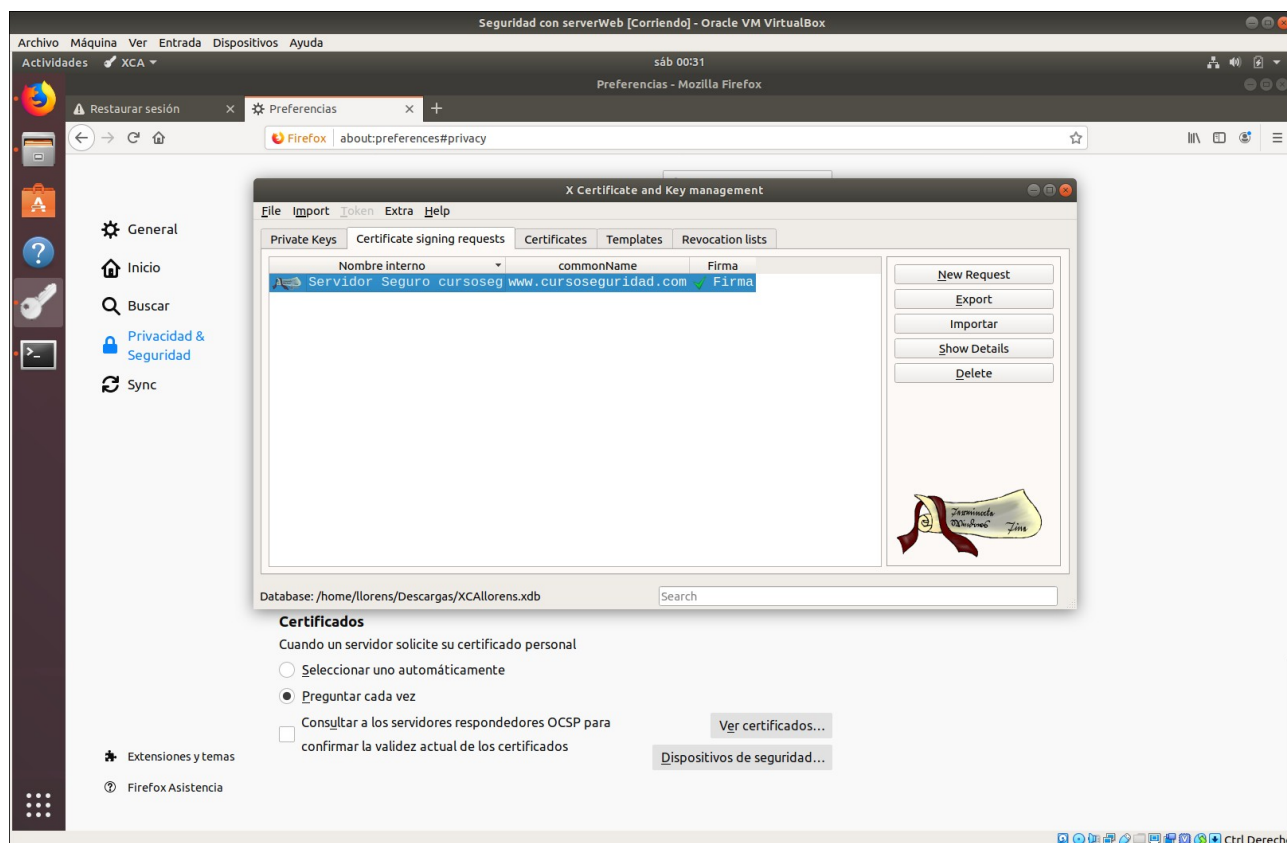 Seguridad con serverWeb [Corriendo] - Oracle VM VirtualBox
Archivo Máquina Ver Entrada Dispositivos Ayuda
Actividades XCA sáb 00:31
Preferencias - Mozilla Firefox
Restaurar sesión Preferencias
Firefox about:preferences#privacy
X Certificate and Key management
File Import Token Extra Help
Private Keys Certificate signing requests Certificates Templates Revocation lists
Nombre interno commonName Firma
Servidor Seguro cursoseg www.cursoseguridad.com Firma
New Request
Export
Importar
Show Details
Delete
Database: /home/llorens/Descargas/XCAllorens.xdb Search
General
Inicio
Buscar
Privacidad &
Seguridad
Sync
Certificados
Cuando un servidor solicite su certificado personal
Seleccionar uno automáticamente
Preguntar cada vez
Consultar a los servidores respondedores OCSP para
confirmar la validez actual de los certificados
Ver certificados...
Dispositivos de seguridad...
Extensiones y temas
Firefox Asistencia
Ctrl Derecho